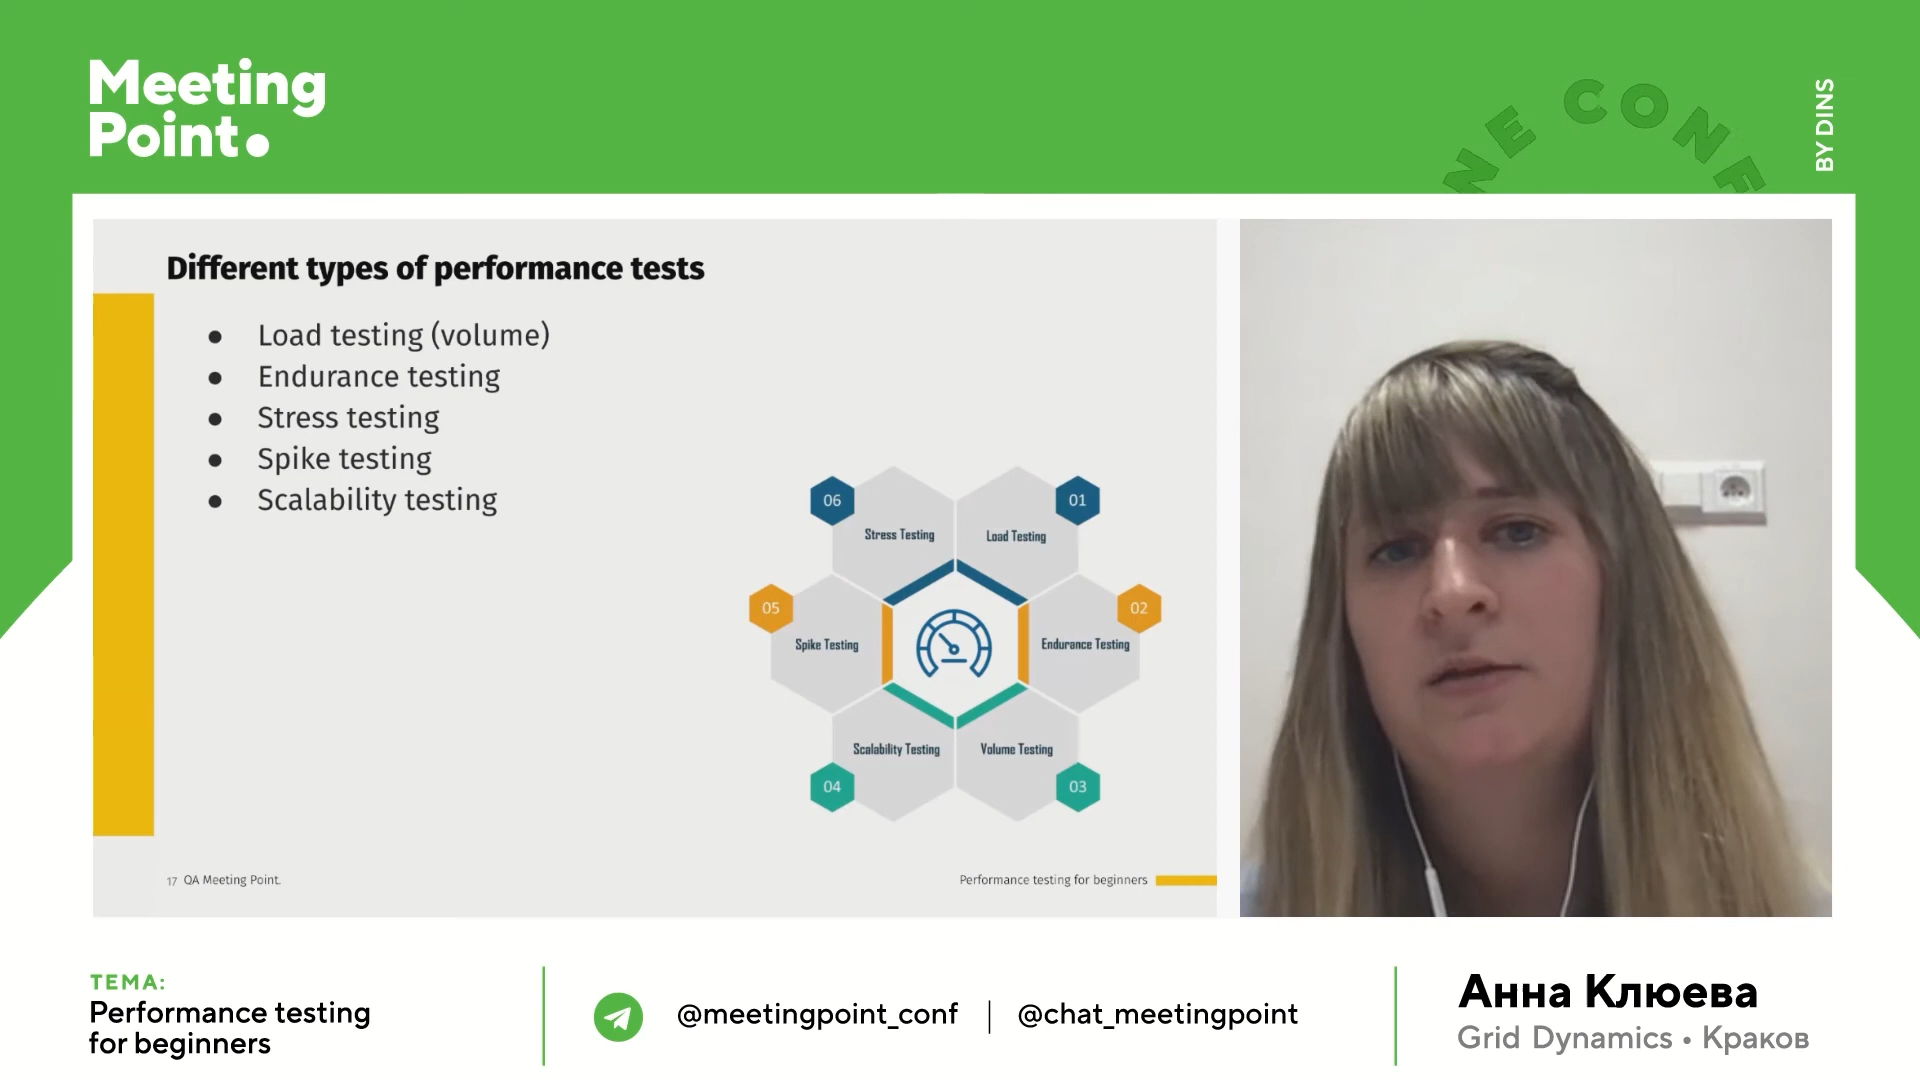 Meeting
Point.
NE CONF
BY DINS
Different types of performance tests
● Load testing (volume)
● Endurance testing
● Stress testing
● Spike testing
● Scalability testing
06
Stress Testing
01
Load Testing
05
Spike Testing
02
Endurance Testing
04
Scalability Testing
03
Volume Testing
17 QA Meeting Point.
Performance testing for beginners
ТЕМА:
Performance testing
for beginners
@meetingpoint_conf | @chat_meetingpoint
Анна Клюева
Grid Dynamics • Краков